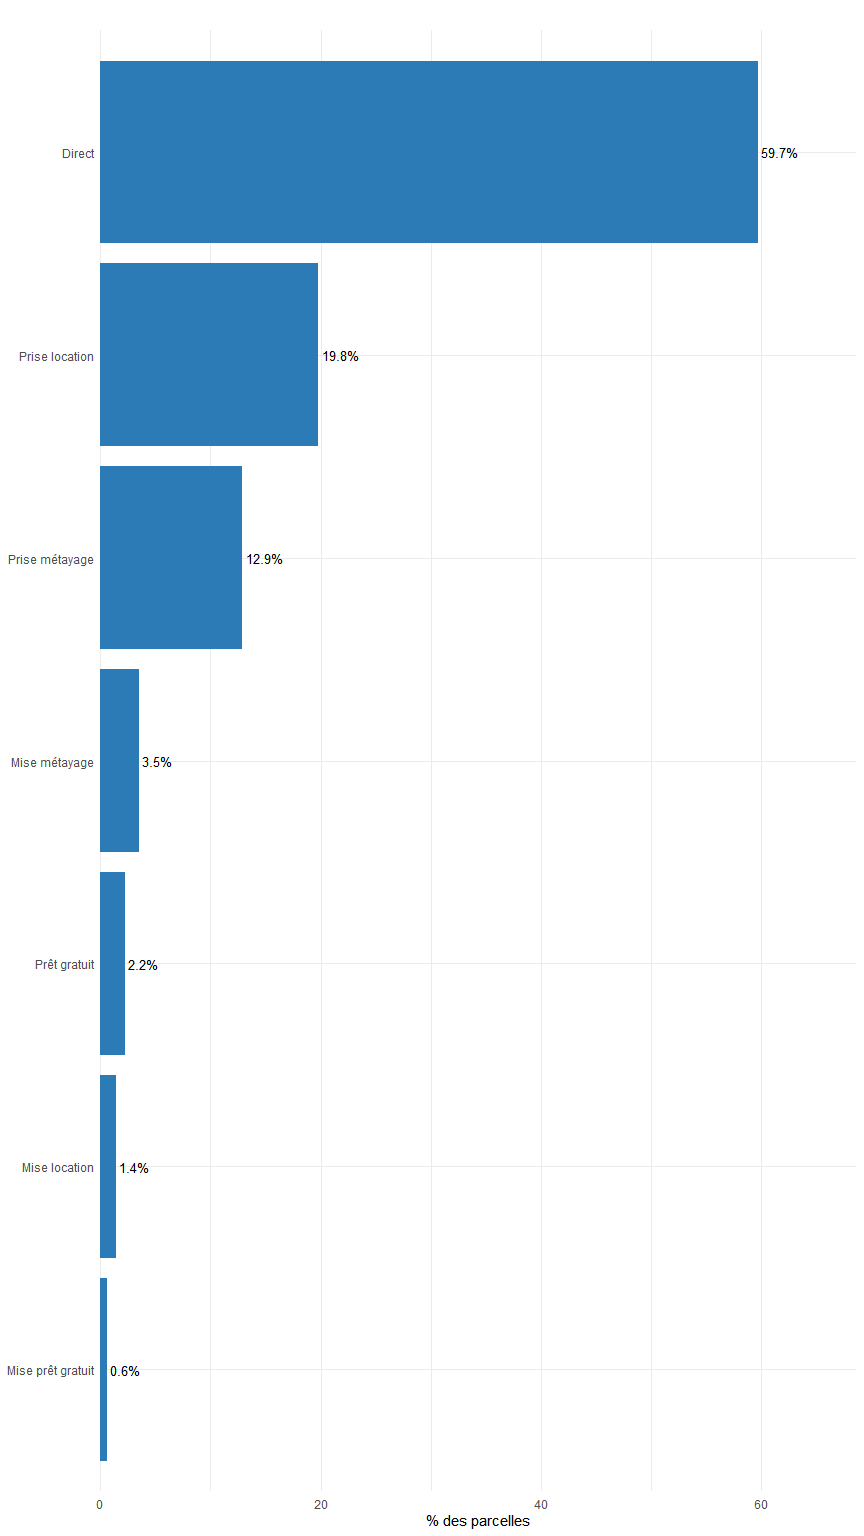 Direct
59.7%
Prise location
19.8%
Prise métayage
12.9%
Mise métayage
3.5%
Prêt gratuit
2.2%
Mise location
1.4%
Mise prêt gratuit
0.6%
0 20 40 60
% des parcelles